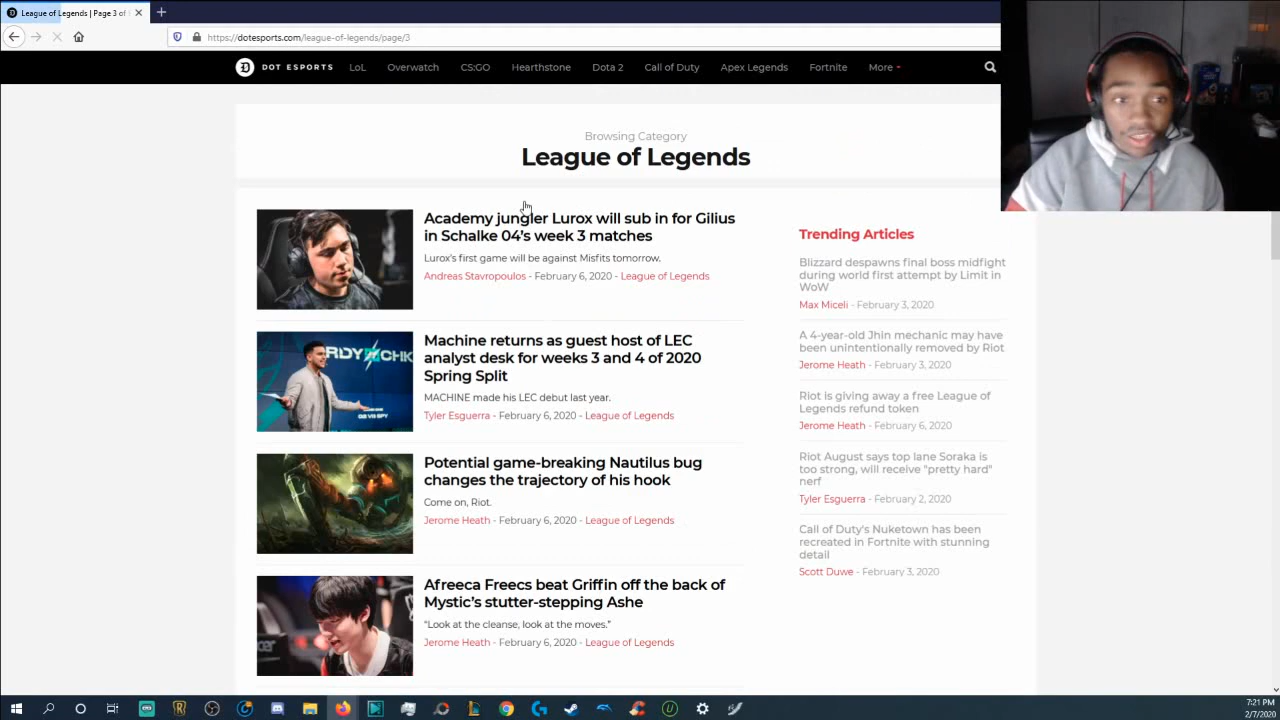 League of Legends | Page 3 of
https://dotesports.com/league-of-legends/page/3
DOT ESPORTS LoL Overwatch CS:GO Hearthstone Dota 2 Call of Duty Apex Legends Fortnite More
Browsing Category
League of Legends
Academy jungler Lurox will sub in for Gilius
in Schalke 04's week 3 matches
Lurox's first game will be against Misfits tomorrow.
Andreas Stavropoulos - February 6, 2020 - League of Legends
Machine returns as guest host of LEC
analyst desk for weeks 3 and 4 of 2020
Spring Split
MACHINE made his LEC debut last year.
Tyler Esguerra - February 6, 2020 - League of Legends
Potential game-breaking Nautilus bug
changes the trajectory of his hook
Come on, Riot.
Jerome Heath - February 6, 2020 - League of Legends
Afreeca Freecs beat Griffin off the back of
Mystic's stutter-stepping Ashe
"Look at the cleanse, look at the moves."
Jerome Heath - February 6, 2020 - League of Legends
Trending Articles
Blizzard despawns final boss midfight
during world first attempt by Limit in
WoW
Max Miceli - February 3, 2020
A 4-year-old Jhin mechanic may have
been unintentionally removed by Riot
Jerome Heath - February 3, 2020
Riot is giving away a free League of
Legends refund token
Jerome Heath - February 6, 2020
Riot August says top lane Soraka is
too strong, will receive "pretty hard"
nerf
Tyler Esguerra - February 2, 2020
Call of Duty's Nuketown has been
recreated in Fortnite with stunning
detail
Scott Duwe - February 3, 2020
7:21 PM
2/7/2020